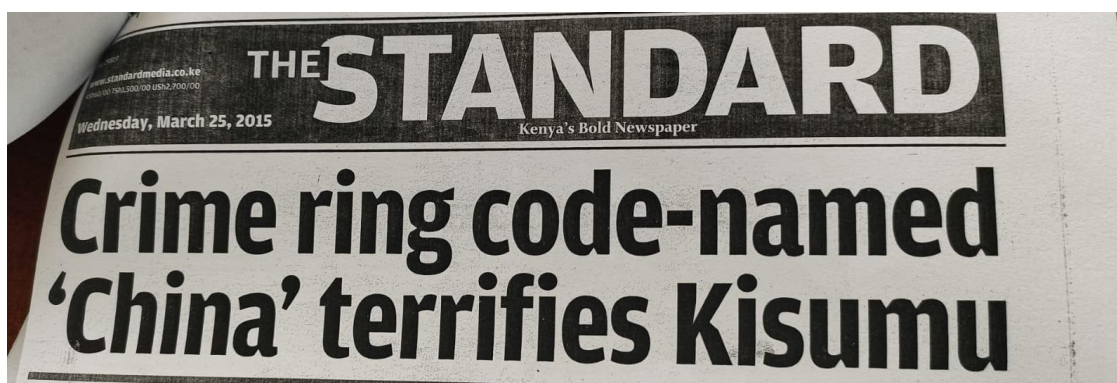 www.standardmedia.co.ke
THE STANDARD
Wednesday, March 25, 2015
Kenya's Bold Newspaper
Crime ring code-named
‘China’ terrifies Kisumu